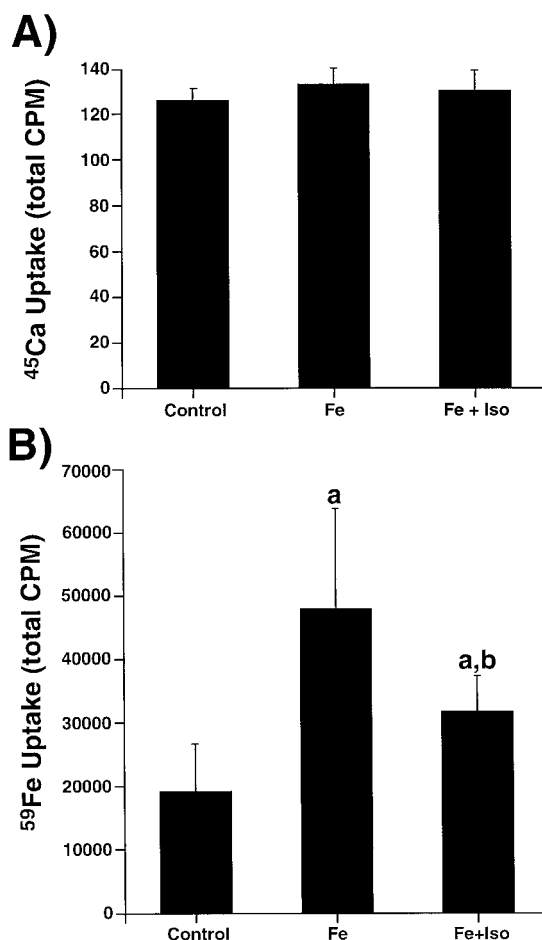 A)
45Ca Uptake (total CPM)
140
120
100
80
60
40
20
0
Control Fe Fe + Iso
B)
59Fe Uptake (total CPM)
70000
60000
50000
40000
30000
20000
10000
0
a
a,b
Control Fe Fe+Iso